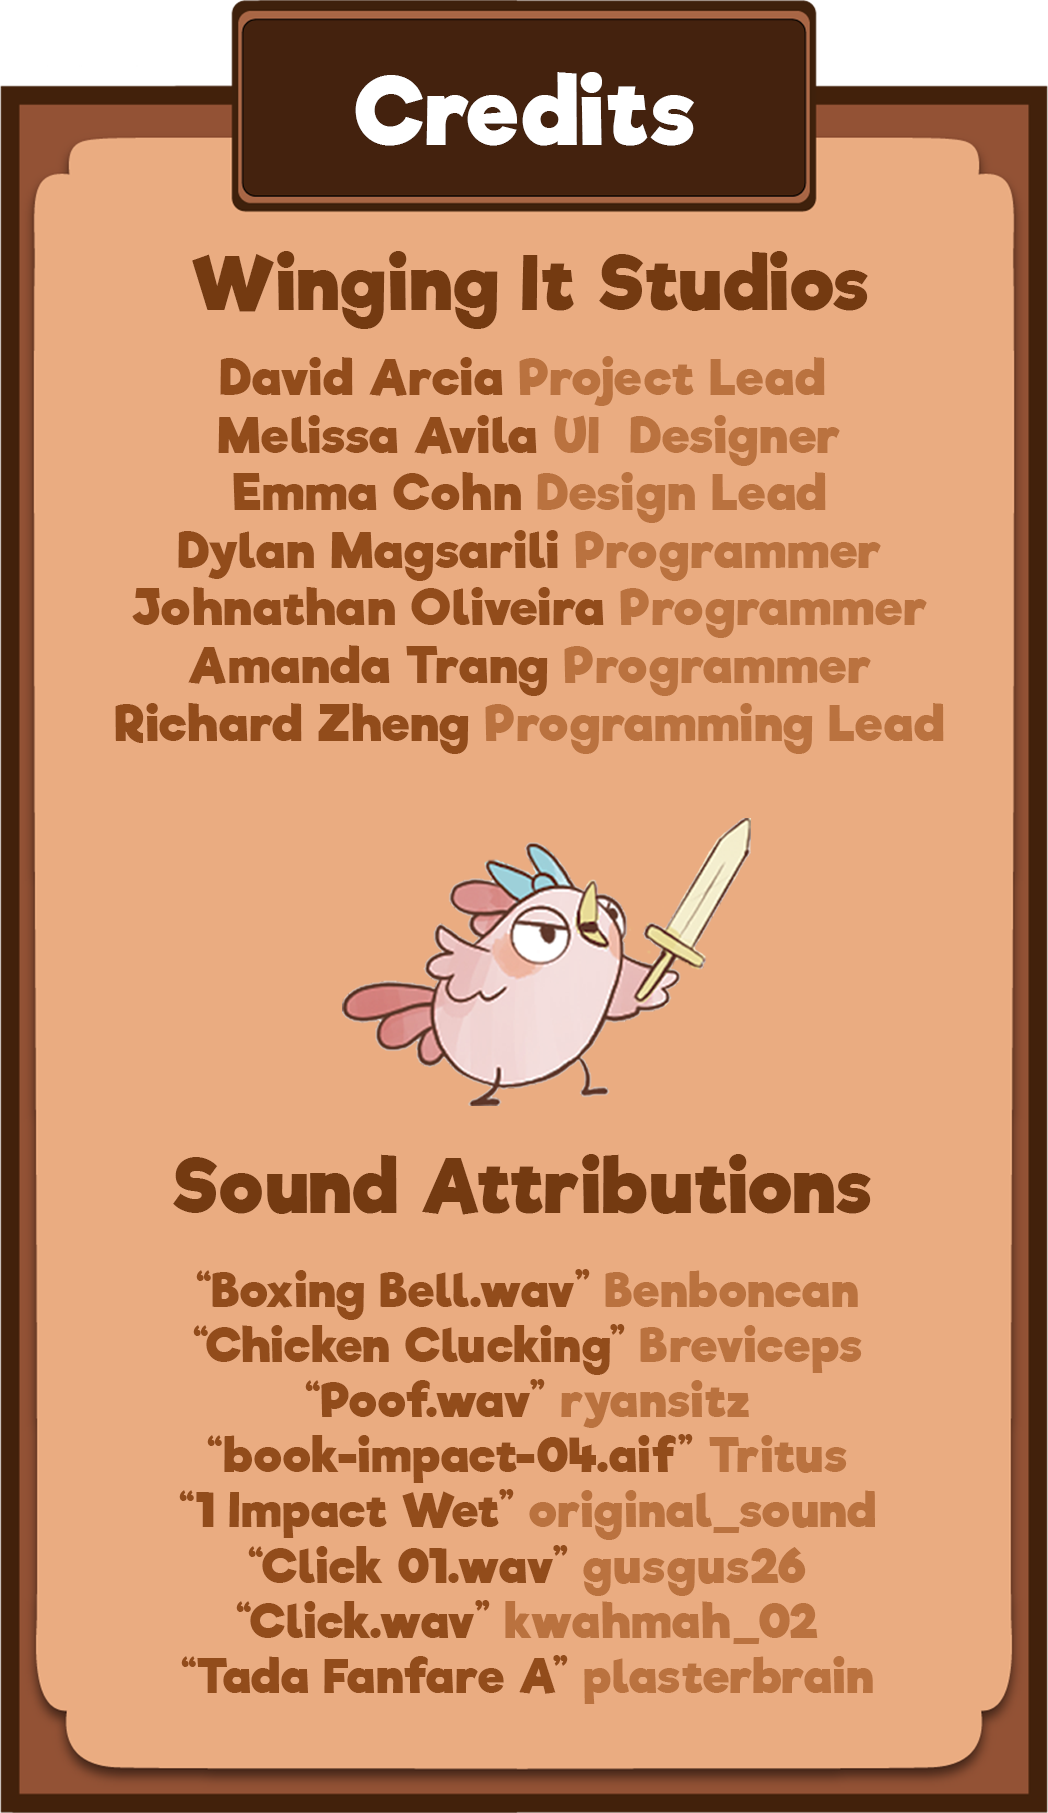 Credits
Winging It Studios
David Arcia Project Lead
Melissa Avila UI Designer
Emma Cohn Design Lead
Dylan Magsarili Programmer
Johnathan Oliveira Programmer
Amanda Trang Programmer
Richard Zheng Programming Lead
Sound Attributions
“Boxing Bell.wav” Benboncan
“Chicken Clucking” Breviceps
“Poof.wav” ryansitz
“book-impact-04.aif” Tritus
“1 Impact Wet” original_sound
“Click 01.wav” gusgus26
“Click.wav” kwahmah_02
“Tada Fanfare A” plasterbrain